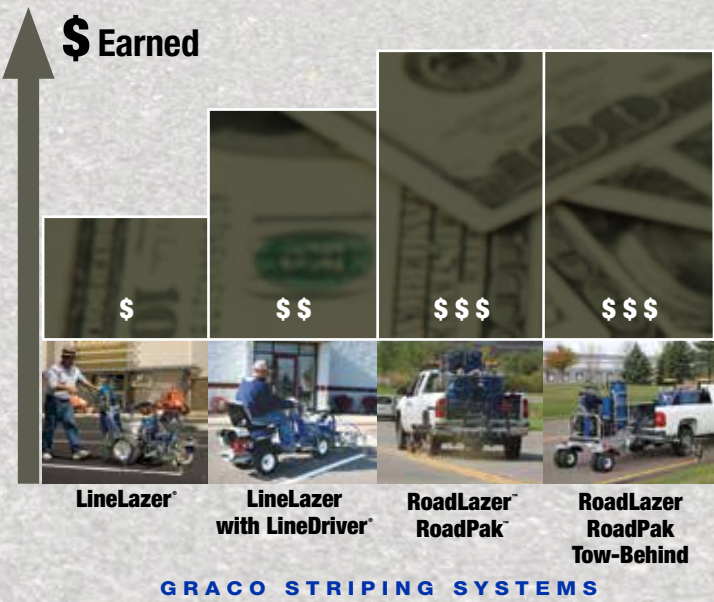 $ Earned
$
$ $
$ $ $
$ $ $
LineLazer®
LineLazer
with LineDriver®
RoadLazer™
RoadPak™
RoadLazer
RoadPak
Tow-Behind
GRACO STRIPING SYSTEMS